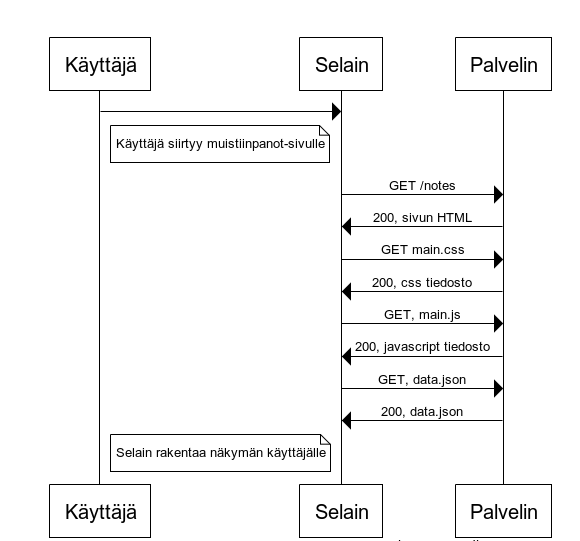 Käyttäjä
Selain
Palvelin
Käyttäjä siirtyy muistiinpanot-sivulle
GET /notes
200, sivun HTML
GET main.css
200, css tiedosto
GET, main.js
200, javascript tiedosto
GET, data.json
200, data.json
Selain rakentaa näkymän käyttäjälle
Käyttäjä
Selain
Palvelin